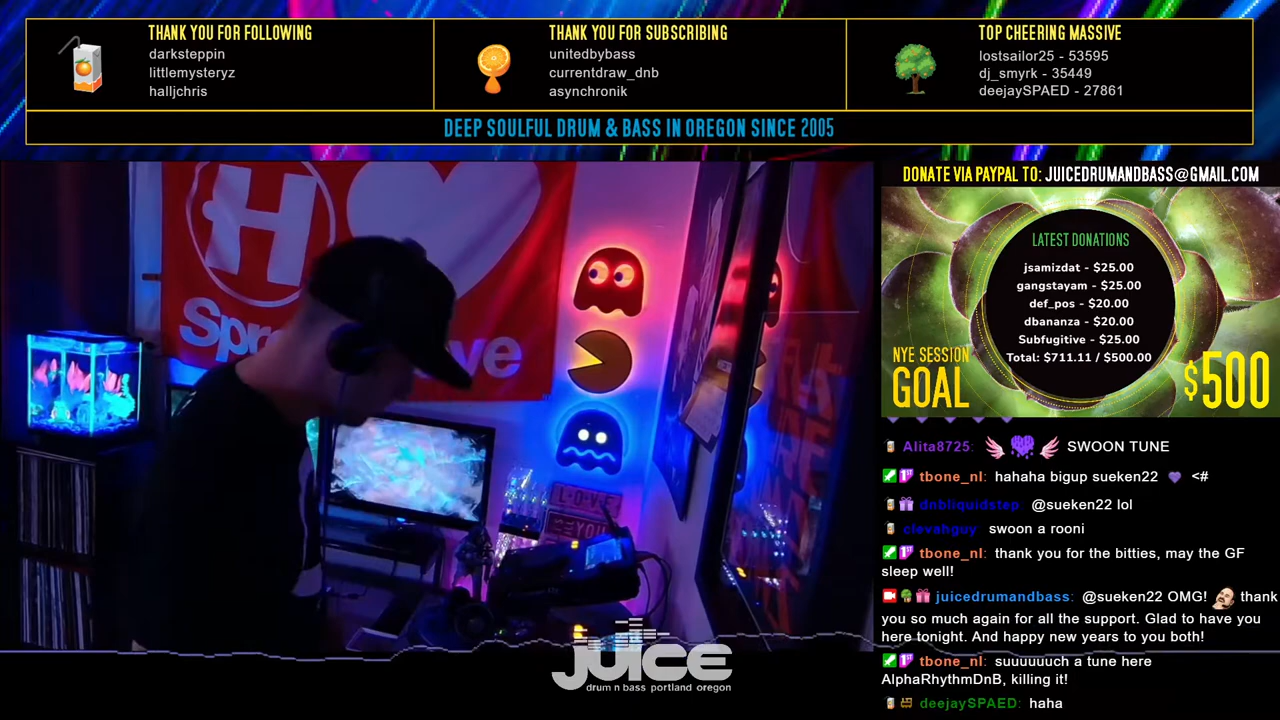 THANK YOU FOR FOLLOWING
darksteppin
littlemysteryz
halljchris
THANK YOU FOR SUBSCRIBING
unitedbybass
currentdraw_dnb
asynchronik
TOP CHEERING MASSIVE
lostsailor25 - 53595
dj_smyrk - 35449
deejaySPAED - 27861
DEEP SOULFUL DRUM & BASS IN OREGON SINCE 2005
DONATE VIA PAYPAL TO: JUICEDRUMANDBASS@GMAIL.COM
LATEST DONATIONS
jsamizdat - $25.00
gangstayam - $25.00
def_pos - $20.00
dbananza - $20.00
Subfugitive - $25.00
Total: $711.11 / $500.00
NYE SESSION
GOAL
$500
H
LOVE
YOU
Alita8725: SWOON TUNE
tbone_nl: hahaha bigup sueken22 💜 <#
dnbliquidstep: @sueken22 lol
clevahguy: swoon a rooni
tbone_nl: thank you for the bitties, may the GF
sleep well!
juicedrumandbass: @sueken22 OMG! thank
you so much again for all the support. Glad to have you
here tonight. And happy new years to you both!
tbone_nl: suuuuuuch a tune here
AlphaRhythmDnB, killing it!
deejaySPAED: haha
JUICE
drum n bass portland oregon